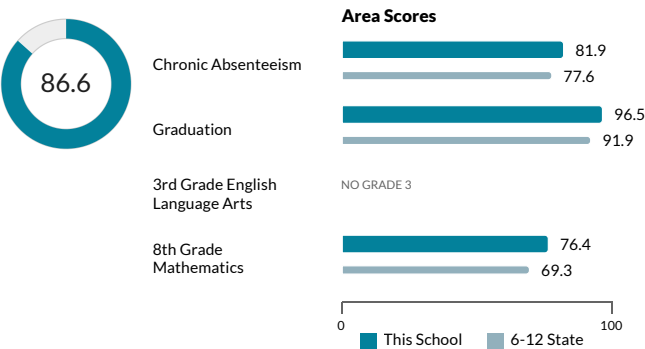 Area Scores
86.6
Chronic Absenteeism
81.9
77.6
Graduation
96.5
91.9
3rd Grade English
Language Arts
NO GRADE 3
8th Grade
Mathematics
76.4
69.3
0
100
This School
6-12 State